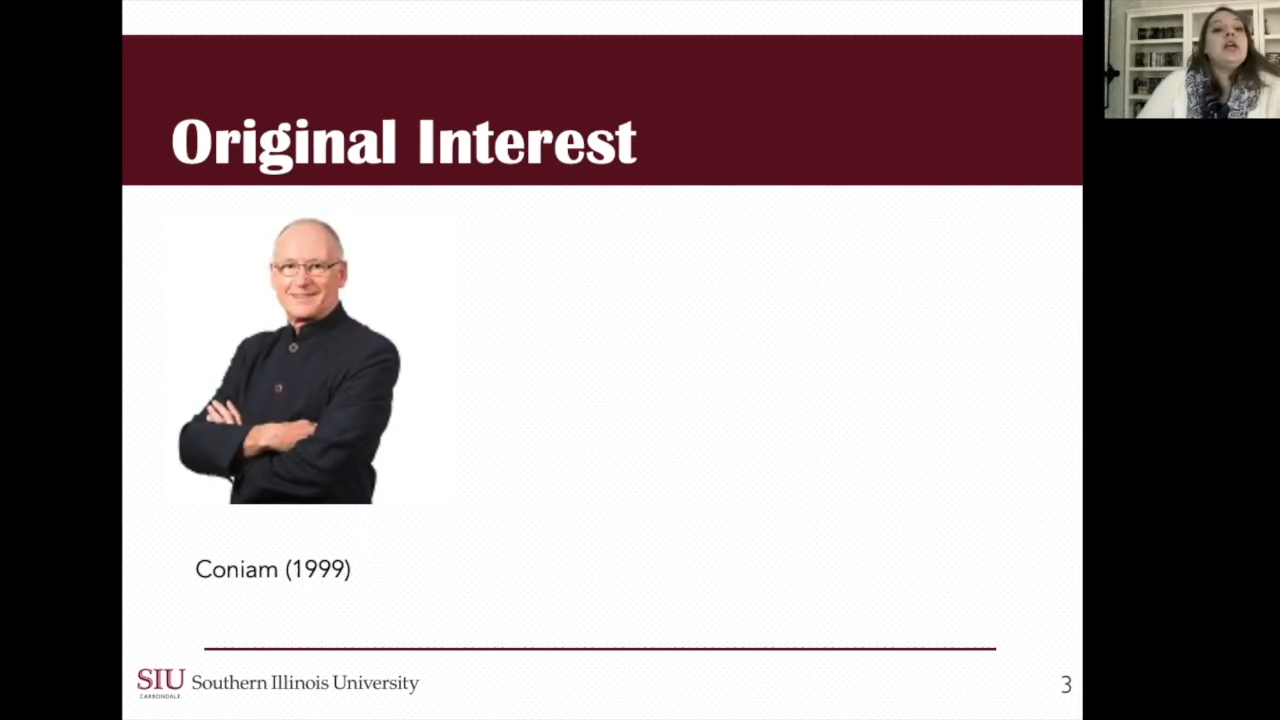 Original Interest
Coniam (1999)
SIU Southern Illinois University
CARBONDALE
3